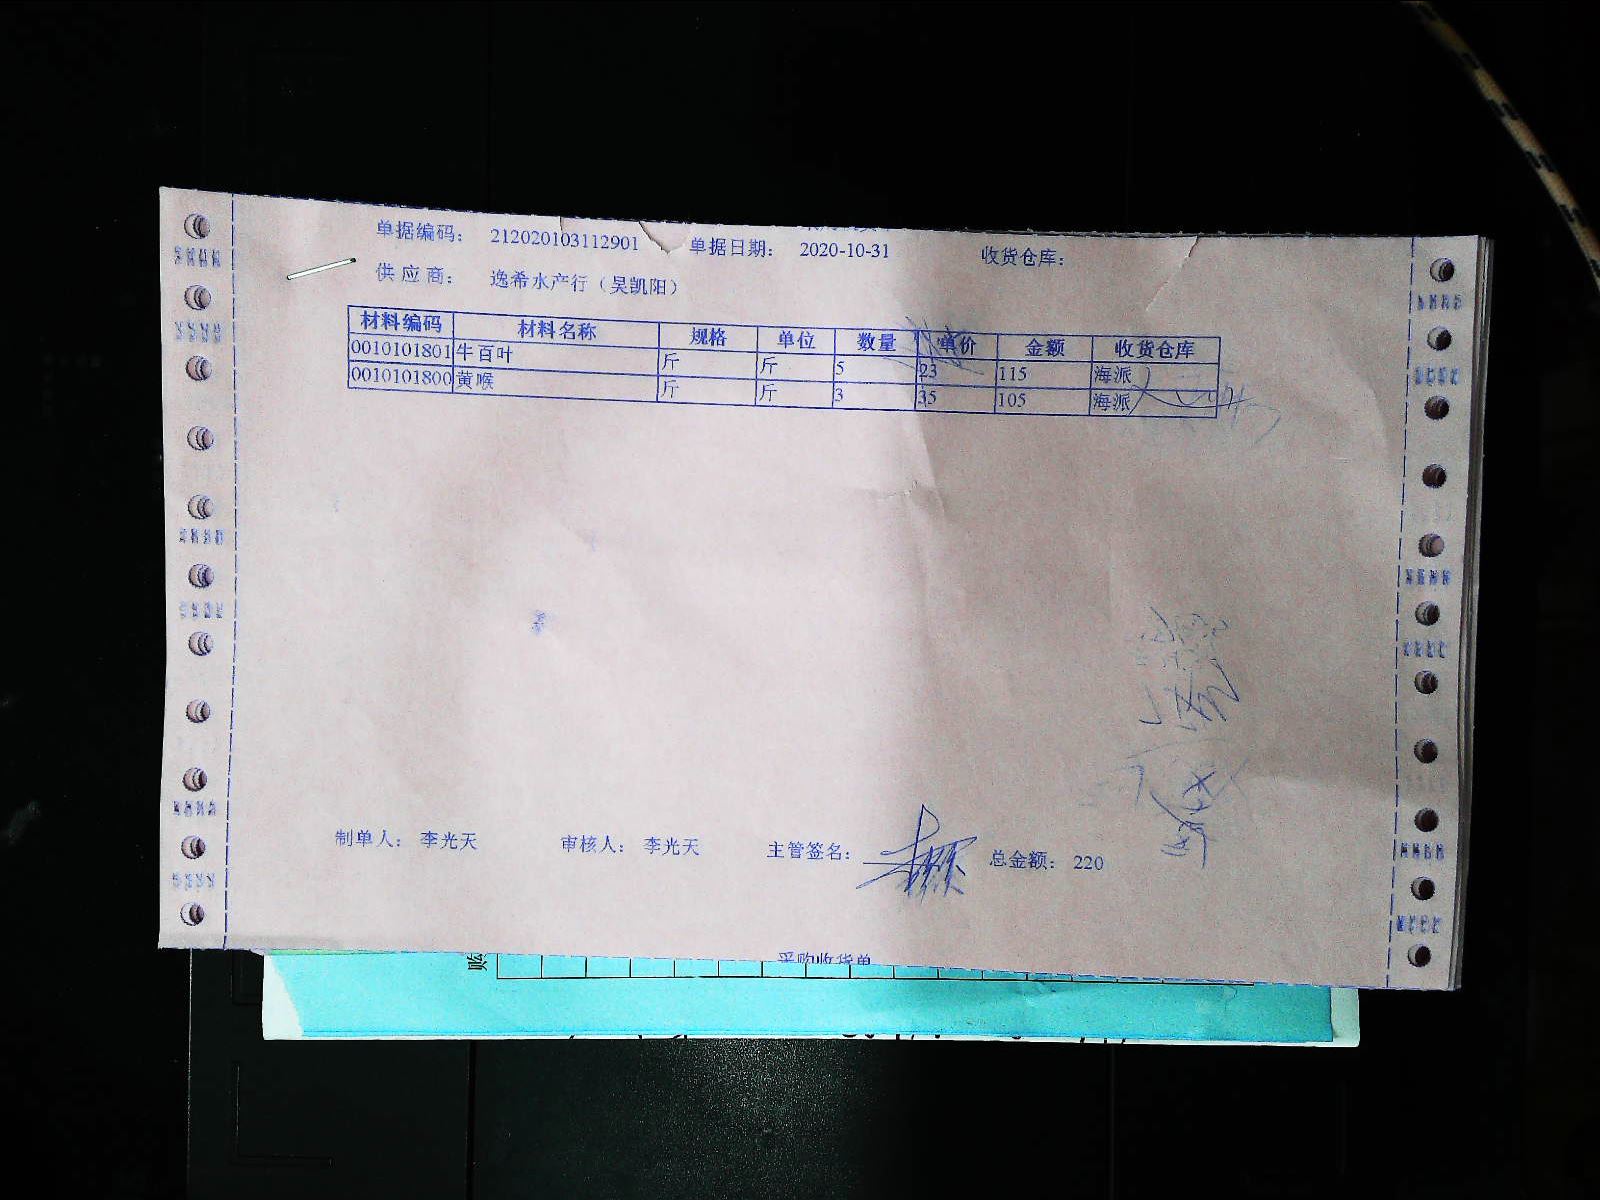 单据编码： 212020103112901 单据日期： 2020-10-31 收货仓库：
供 应 商： 逸希水产行（吴凯阳）
材料编码 材料名称 规格 单位 数量 单价 金额 收货仓库
0010101801 牛百叶 斤 斤 5 23 115 海派
0010101800 黄喉 斤 斤 3 35 105 海派
制单人： 李光天 审核人： 李光天 主管签名： 总金额： 220
采购收货单
购